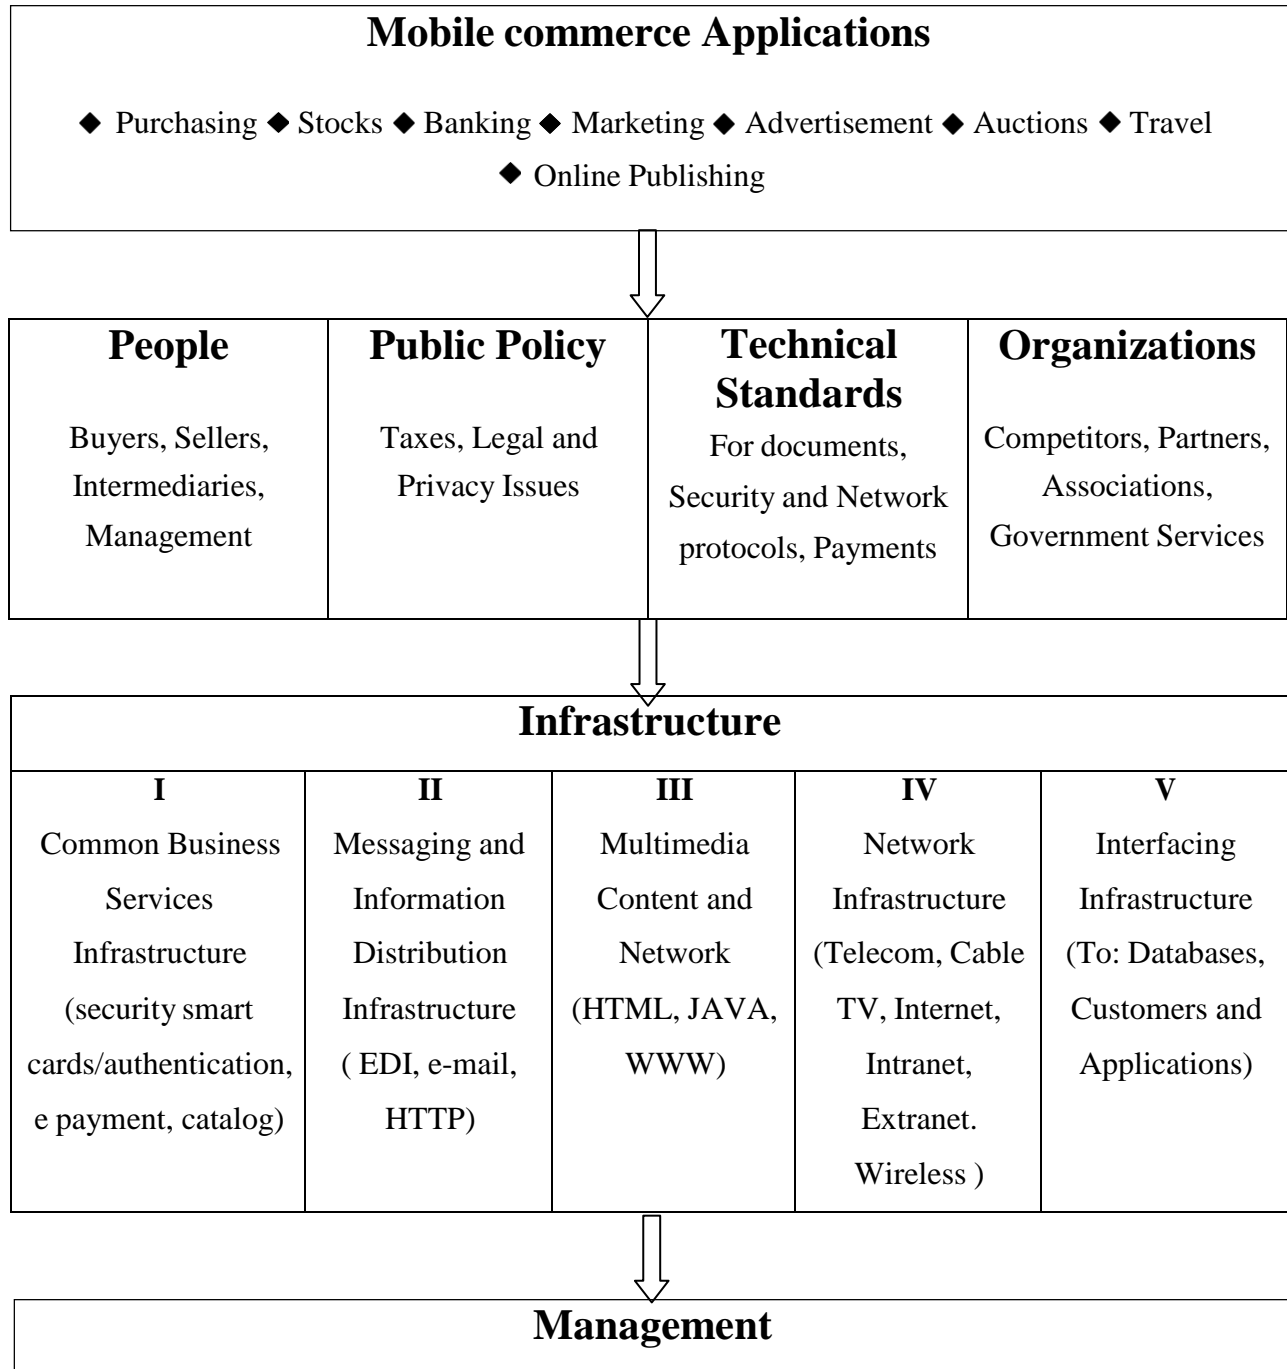 Mobile commerce Applications
◆ Purchasing ◆ Stocks ◆ Banking ◆ Marketing ◆ Advertisement ◆ Auctions ◆ Travel
◆ Online Publishing
People
Buyers, Sellers,
Intermediaries,
Management
Public Policy
Taxes, Legal and
Privacy Issues
Technical
Standards
For documents,
Security and Network
protocols, Payments
Organizations
Competitors, Partners,
Associations,
Government Services
Infrastructure
I
Common Business
Services
Infrastructure
(security smart
cards/authentication,
e payment, catalog)
II
Messaging and
Information
Distribution
Infrastructure
( EDI, e-mail,
HTTP)
III
Multimedia
Content and
Network
(HTML, JAVA,
WWW)
IV
Network
Infrastructure
(Telecom, Cable
TV, Internet,
Intranet,
Extranet.
Wireless )
V
Interfacing
Infrastructure
(To: Databases,
Customers and
Applications)
Management